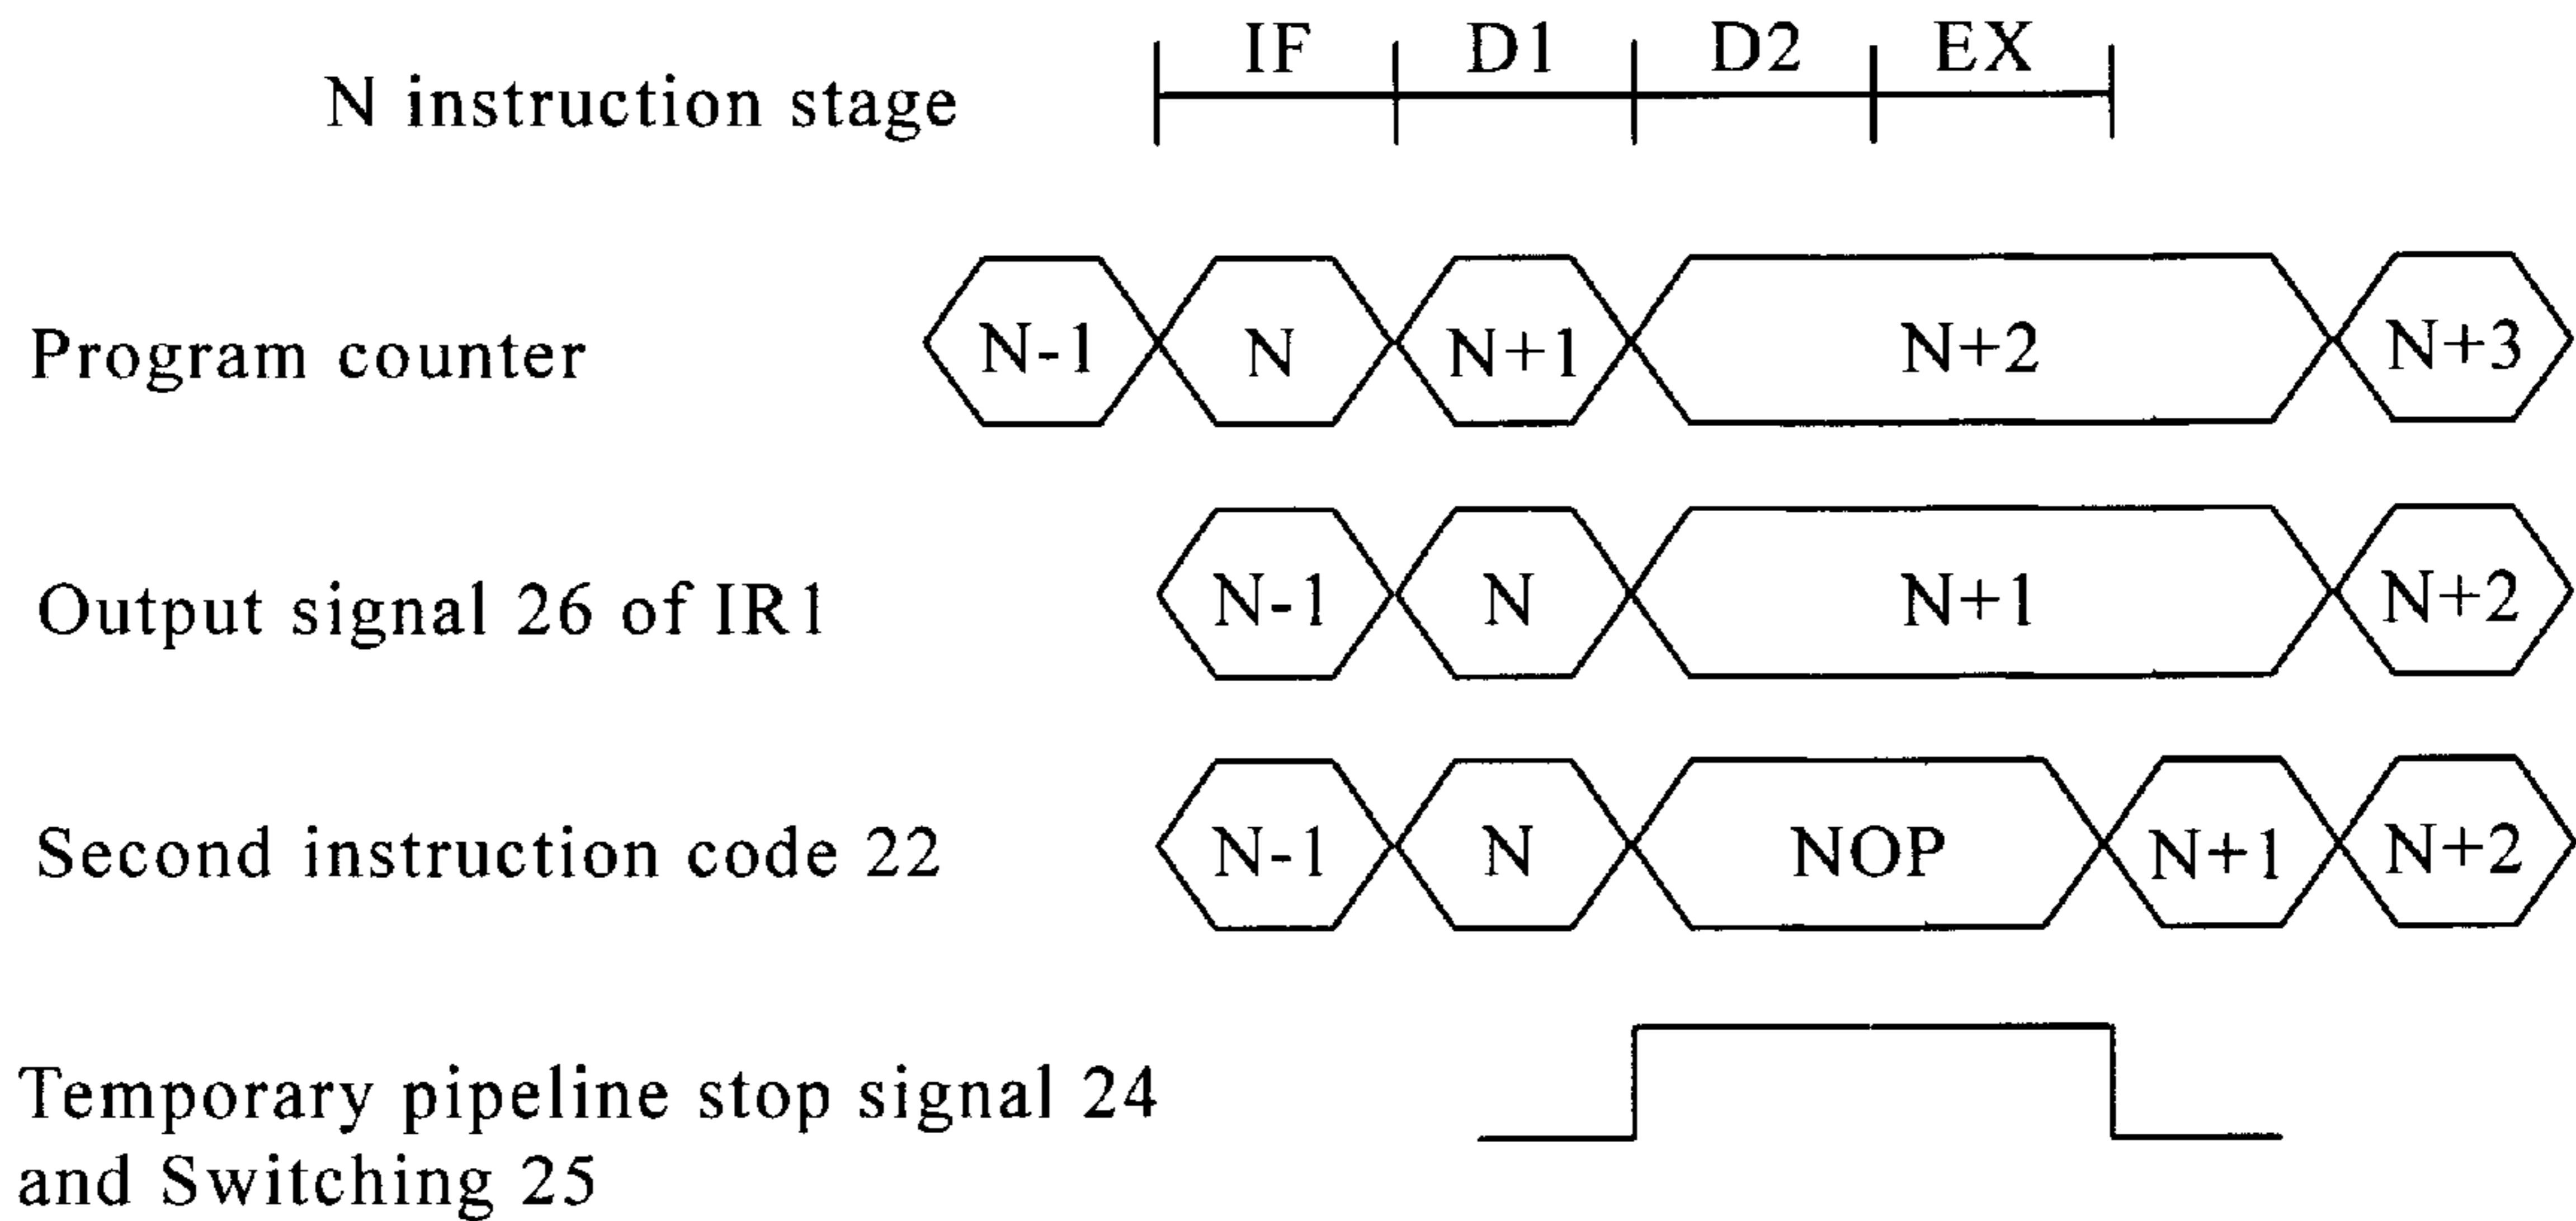 IF D1 D2 EX
N instruction stage
Program counter N-1 N N+1 N+2 N+3
Output signal 26 of IR1 N-1 N N+1 N+2
Second instruction code 22 N-1 N NOP N+1 N+2
Temporary pipeline stop signal 24
and Switching 25